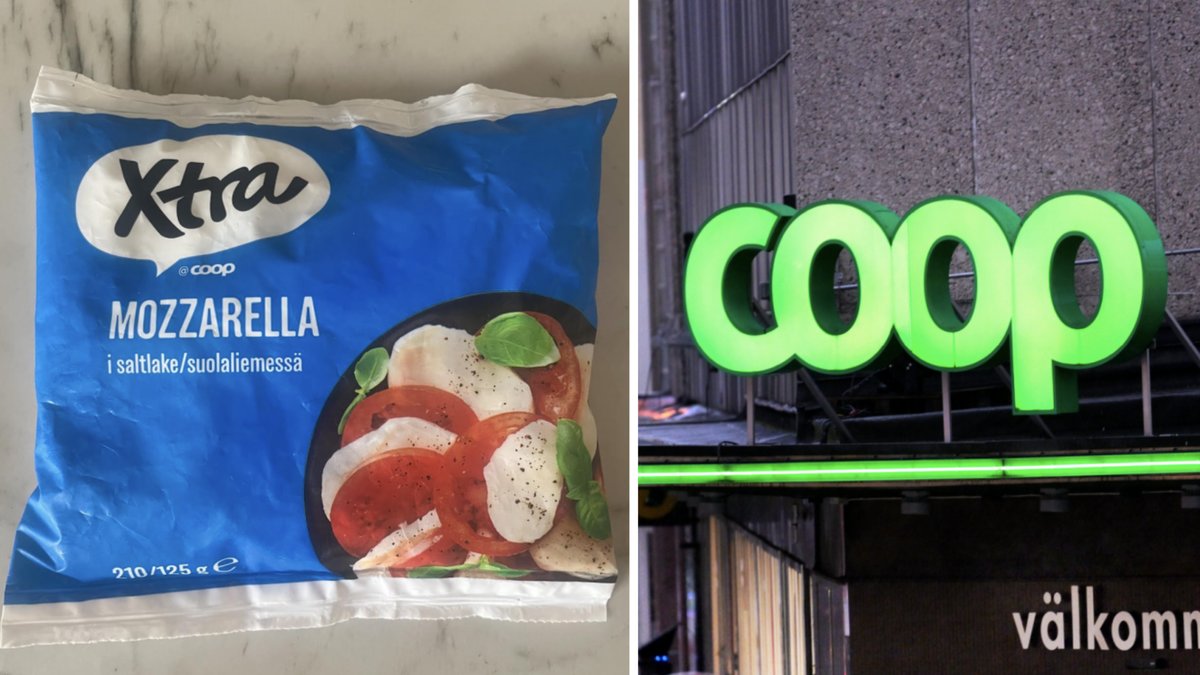 Xtra
@coop
MOZZARELLA
i saltlake/suolaliemessä
210/125 g ℮
coop
välkomm